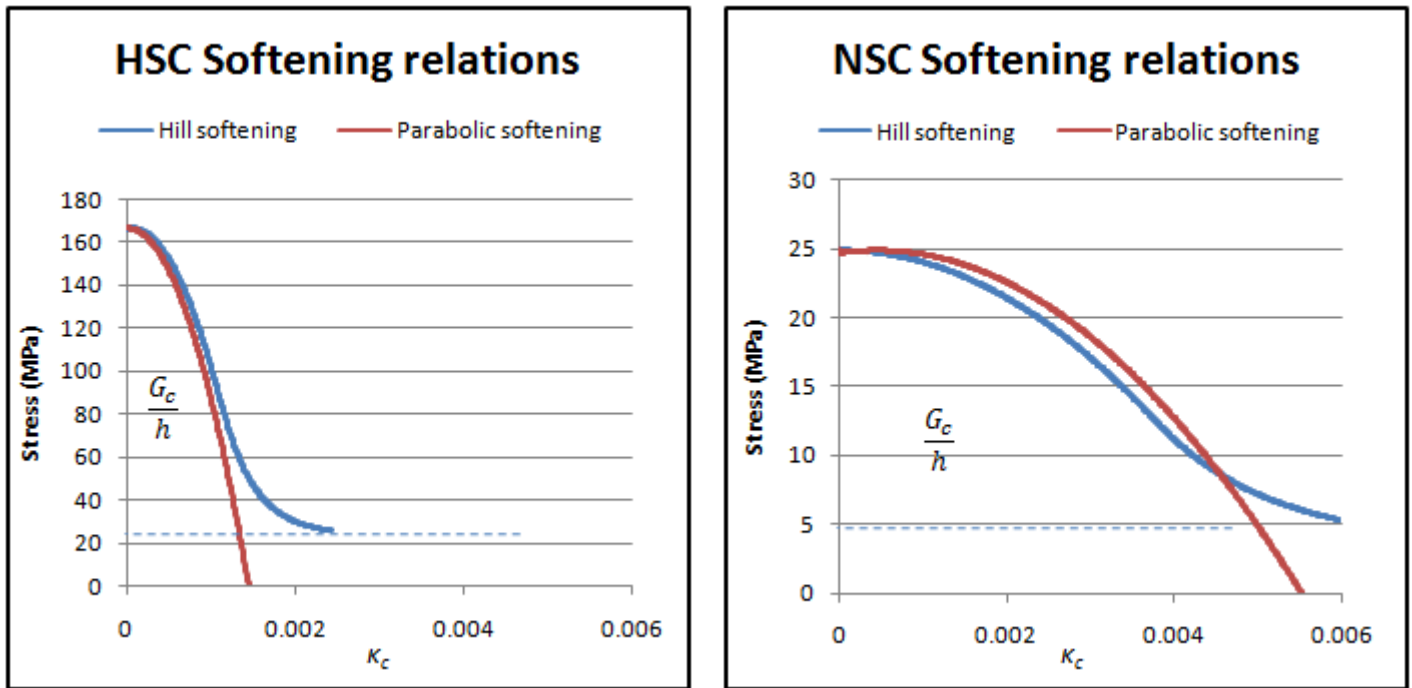 HSC Softening relations
Hill softening
Parabolic softening
180
160
140
120
100
80
60
40
20
0
Stress (MPa)
G_c
h
0
0.002
0.004
0.006
κ_c
NSC Softening relations
Hill softening
Parabolic softening
30
25
20
15
10
5
0
Stress (MPa)
G_c
h
0
0.002
0.004
0.006
κ_c